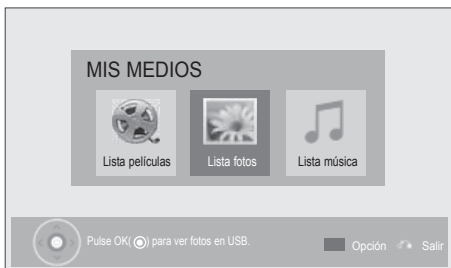 MIS MEDIOS
Lista películas
Lista fotos
Lista música
Pulse OK(◉) para ver fotos en USB.
Opción
Salir